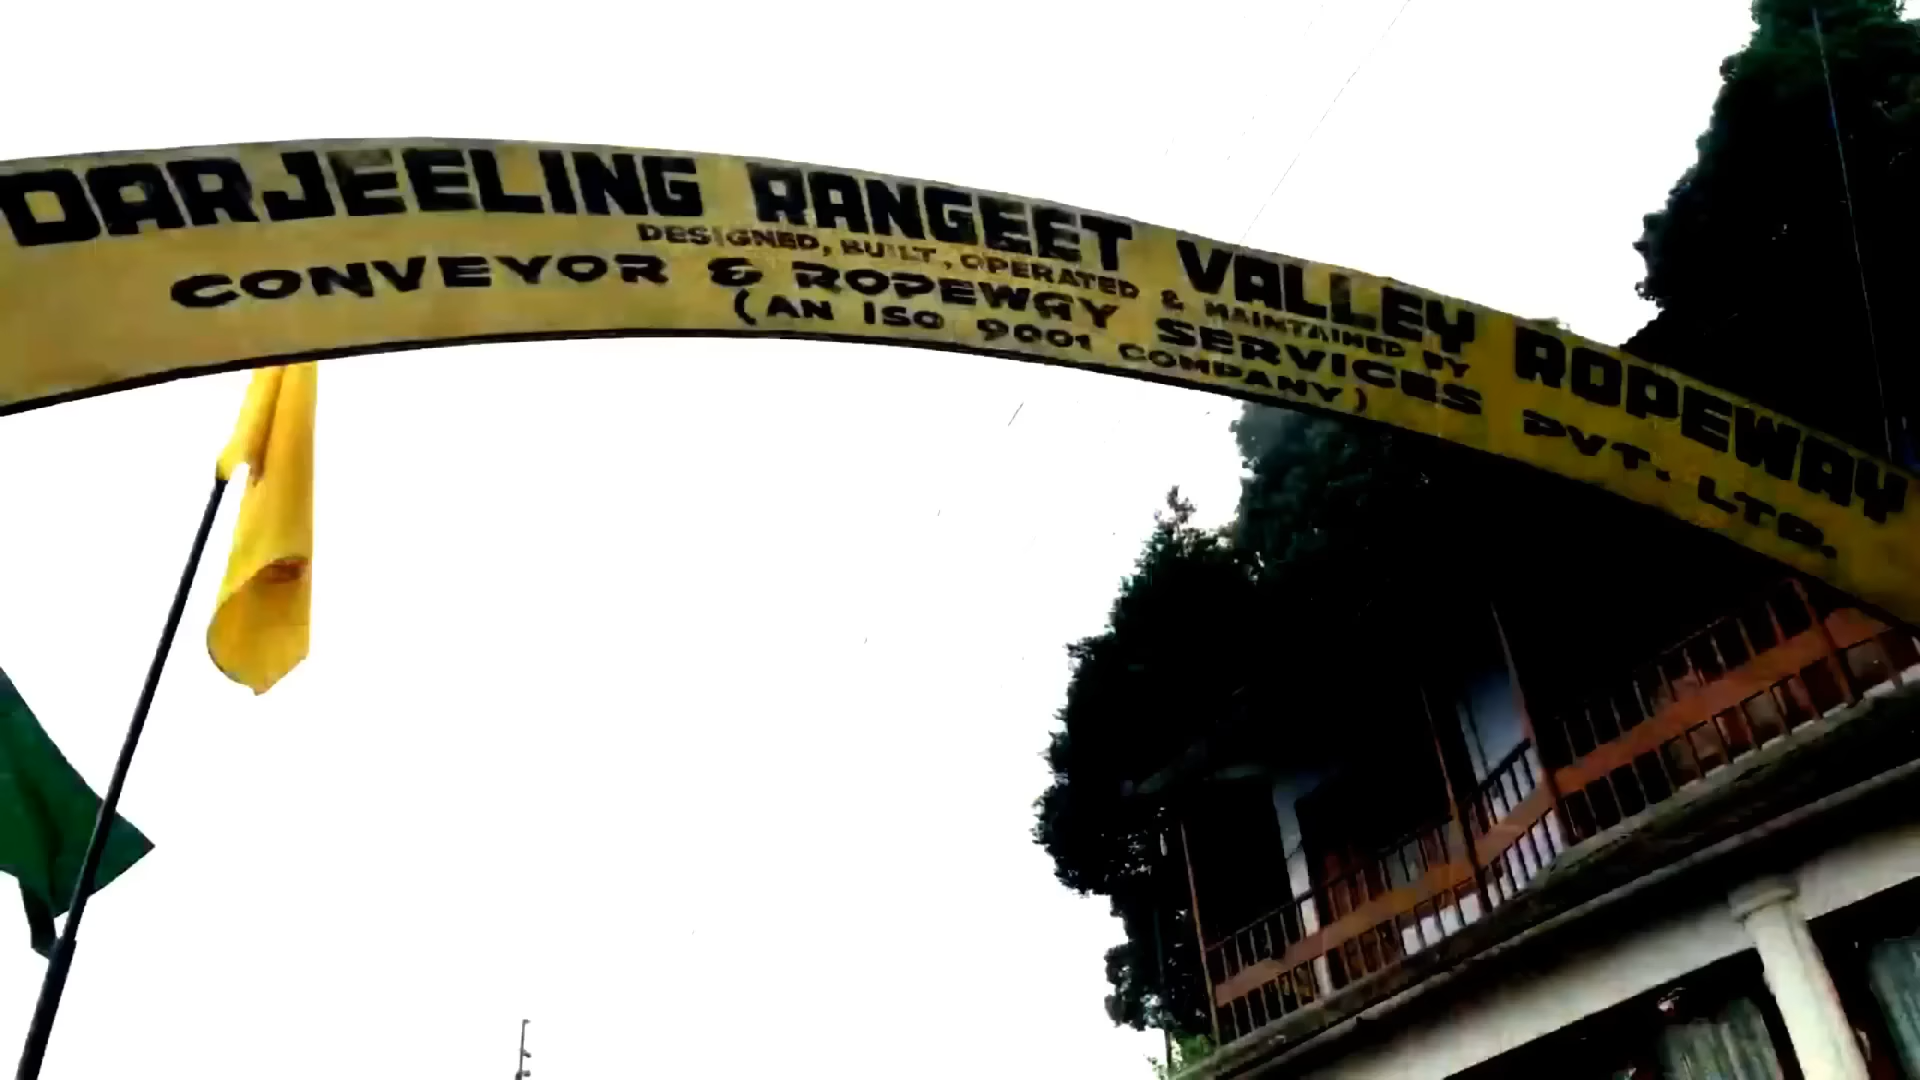 DARJEELING RANGEET VALLEY ROPEWAY
DESIGNED, BUILT, OPERATED & MAINTAINED BY
CONVEYOR & ROPEWAY SERVICES PVT. LTD.
(AN ISO 9001 COMPANY)